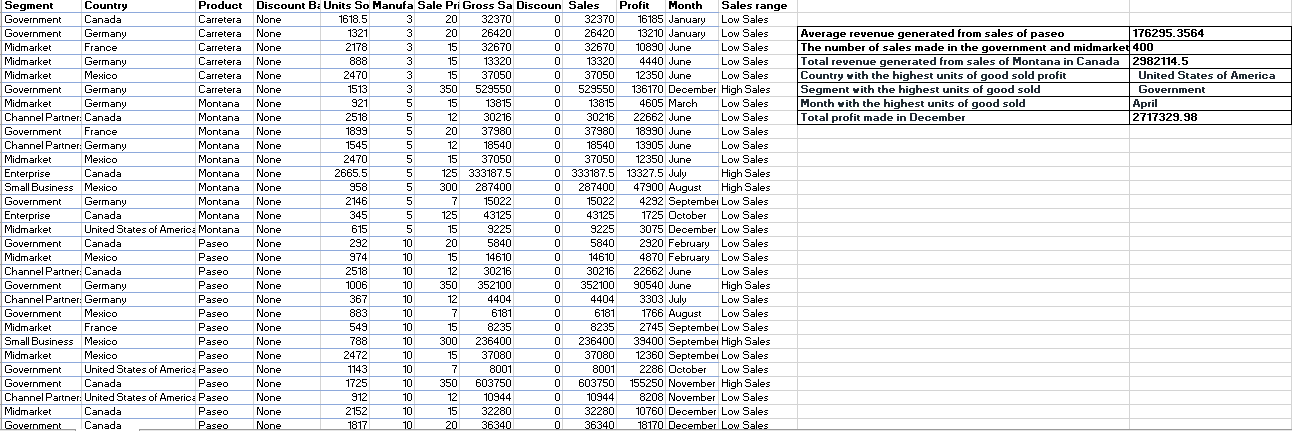 Segment Country Product Discount Ba Units So Manufa Sale Pri Gross Sa Discoun Sales Profit Month Sales range
Government Canada Carretera None 1618.5 3 20 32370 0 32370 16185 January Low Sales
Government Germany Carretera None 1321 3 20 26420 0 26420 13210 January Low Sales Average revenue generated from sales of paseo 176295.3564
Midmarket France Carretera None 2178 3 15 32670 0 32670 10890 June Low Sales The number of sales made in the government and midmarket 400
Midmarket Germany Carretera None 888 3 15 13320 0 13320 4440 June Low Sales Total revenue generated from sales of Montana in Canada 2982114.5
Midmarket Mexico Carretera None 2470 3 15 37050 0 37050 12350 June Low Sales Country with the highest units of good sold profit United States of America
Government Germany Carretera None 1513 3 350 529550 0 529550 136170 December High Sales Segment with the highest units of good sold Government
Midmarket Germany Montana None 921 5 15 13815 0 13815 4605 March Low Sales Month with the highest units of good sold April
Channel Partner: Canada Montana None 2518 5 12 30216 0 30216 22662 June Low Sales Total profit made in December 2717329.98
Government France Montana None 1899 5 20 37980 0 37980 18990 June Low Sales
Channel Partner: Germany Montana None 1545 5 12 18540 0 18540 13905 June Low Sales
Midmarket Mexico Montana None 2470 5 15 37050 0 37050 12350 June Low Sales
Enterprise Canada Montana None 2665.5 5 125 333187.5 0 333187.5 13327.5 July High Sales
Small Business Mexico Montana None 958 5 300 287400 0 287400 47900 August High Sales
Government Germany Montana None 2146 5 7 15022 0 15022 4292 September Low Sales
Enterprise Canada Montana None 345 5 125 43125 0 43125 1725 October Low Sales
Midmarket United States of America Montana None 615 5 15 9225 0 9225 3075 December Low Sales
Government Canada Paseo None 292 10 20 5840 0 5840 2920 February Low Sales
Midmarket Mexico Paseo None 974 10 15 14610 0 14610 4870 February Low Sales
Channel Partner: Canada Paseo None 2518 10 12 30216 0 30216 22662 June Low Sales
Government Germany Paseo None 1006 10 350 352100 0 352100 90540 June High Sales
Channel Partner: Germany Paseo None 367 10 12 4404 0 4404 3303 July Low Sales
Government Mexico Paseo None 883 10 7 6181 0 6181 1766 August Low Sales
Midmarket France Paseo None 549 10 15 8235 0 8235 2745 September Low Sales
Small Business Mexico Paseo None 788 10 300 236400 0 236400 39400 September High Sales
Midmarket Mexico Paseo None 2472 10 15 37080 0 37080 12360 September Low Sales
Government United States of America Paseo None 1143 10 7 8001 0 8001 2286 October Low Sales
Government Canada Paseo None 1725 10 350 603750 0 603750 155250 November High Sales
Channel Partner: United States of America Paseo None 912 10 12 10944 0 10944 8208 November Low Sales
Midmarket Canada Paseo None 2152 10 15 32280 0 32280 10760 December Low Sales
Government Canada Paseo None 1817 10 20 36340 0 36340 18170 December Low Sales